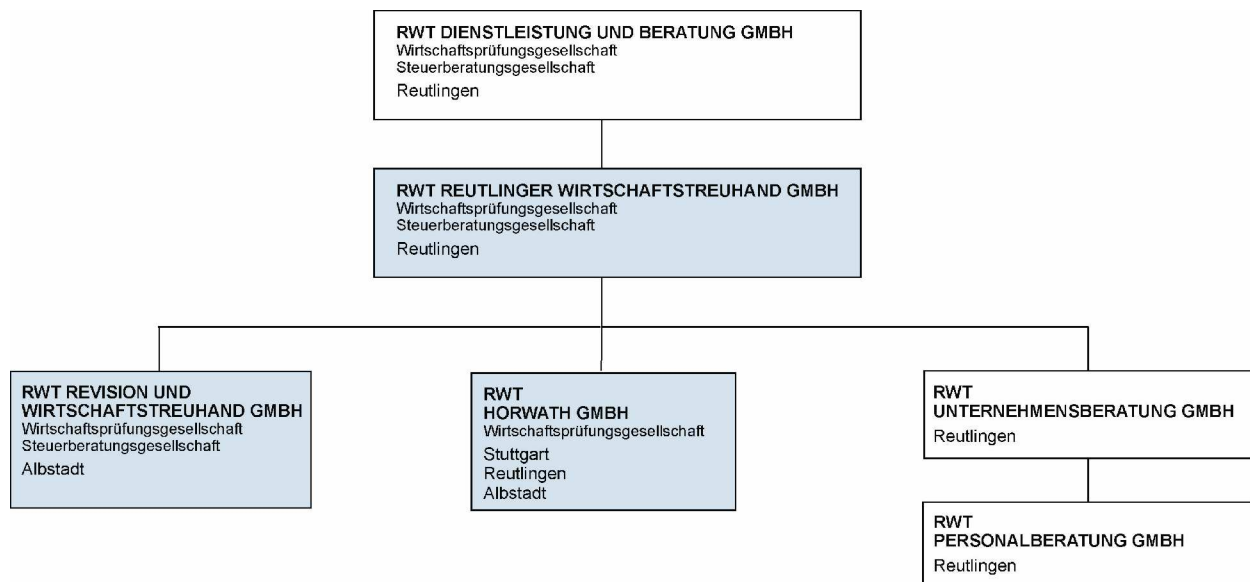 RWT DIENSTLEISTUNG UND BERATUNG GMBH
Wirtschaftsprüfungsgesellschaft
Steuerberatungsgesellschaft
Reutlingen
RWT REUTLINGER WIRTSCHAFTSTREUHAND GMBH
Wirtschaftsprüfungsgesellschaft
Steuerberatungsgesellschaft
Reutlingen
RWT REVISION UND
WIRTSCHAFTSTREUHAND GMBH
Wirtschaftsprüfungsgesellschaft
Steuerberatungsgesellschaft
Albstadt
RWT
HORWATH GMBH
Wirtschaftsprüfungsgesellschaft
Stuttgart
Reutlingen
Albstadt
RWT
UNTERNEHMENSBERATUNG GMBH
Reutlingen
RWT
PERSONALBERATUNG GMBH
Reutlingen